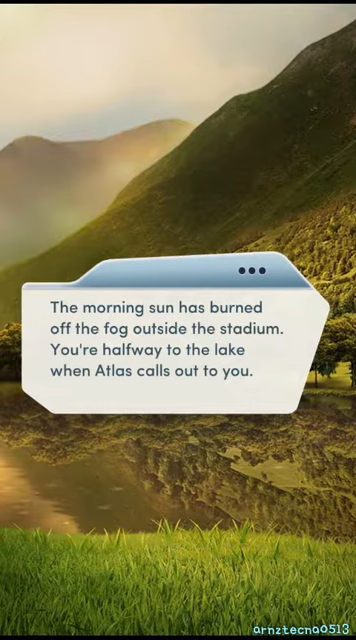 The morning sun has burned
off the fog outside the stadium.
You're halfway to the lake
when Atlas calls out to you.
arnztecna0513